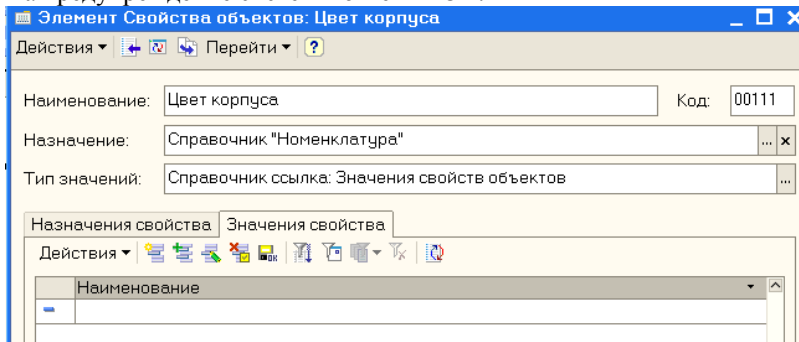 Элемент Свойства объектов: Цвет корпуса
Действия Перейти
Наименование: Цвет корпуса Код: 00111
Назначение: Справочник "Номенклатура" ... x
Тип значений: Справочник ссылка: Значения свойств объектов ...
Назначения свойства Значения свойства
Действия
Наименование